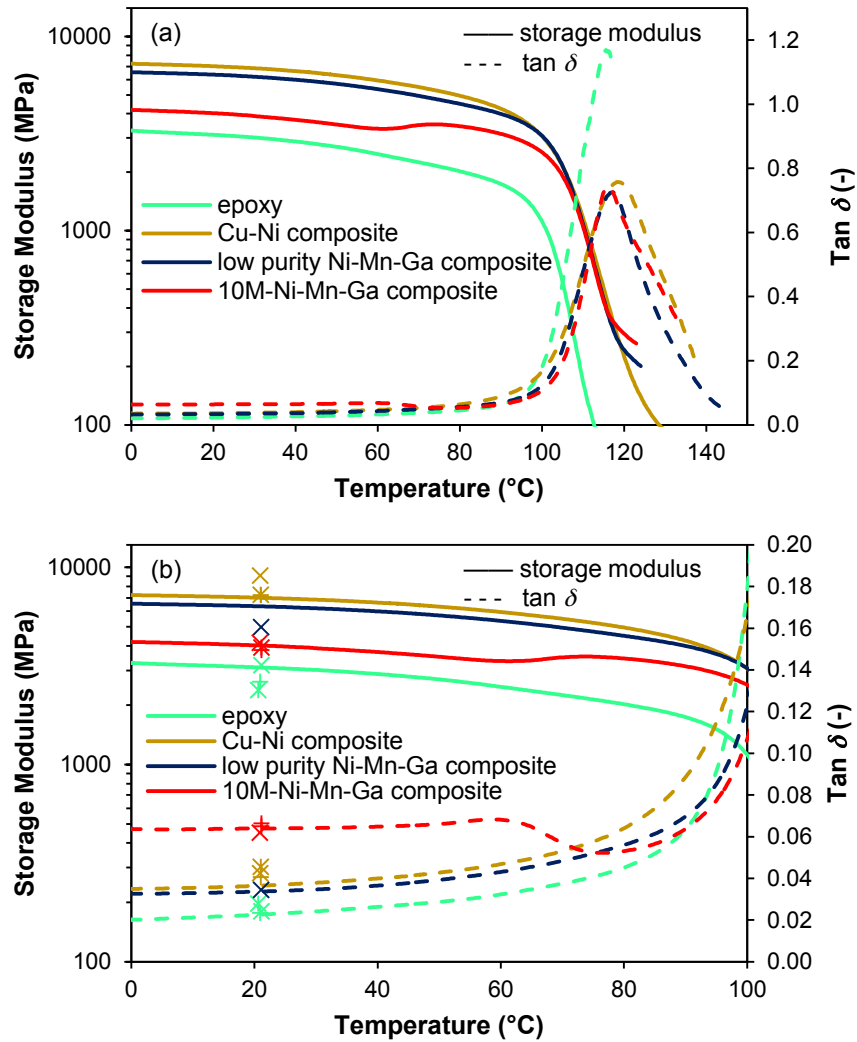 (a)
storage modulus
tan δ
epoxy
Cu-Ni composite
low purity Ni-Mn-Ga composite
10M-Ni-Mn-Ga composite
Storage Modulus (MPa)
10000
1000
100
Tan δ (-)
1.2
1.0
0.8
0.6
0.4
0.2
0.0
0 20 40 60 80 100 120 140
Temperature (°C)
(b)
storage modulus
tan δ
epoxy
Cu-Ni composite
low purity Ni-Mn-Ga composite
10M-Ni-Mn-Ga composite
Storage Modulus (MPa)
10000
1000
100
Tan δ (-)
0.20
0.18
0.16
0.14
0.12
0.10
0.08
0.06
0.04
0.02
0.00
0 20 40 60 80 100
Temperature (°C)